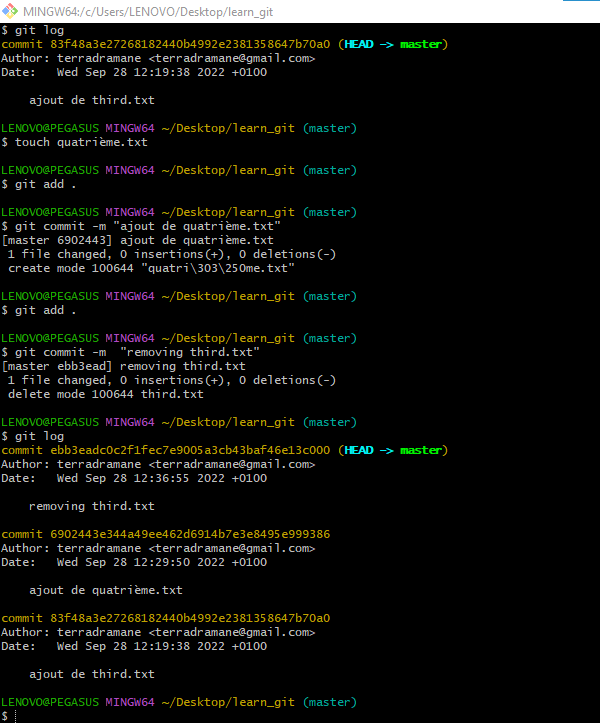 MINGW64:/c/Users/LENOVO/Desktop/learn_git
$ git log
commit 83f48a3e27268182440b4992e2381358647b70a0 (HEAD -> master)
Author: terradramane <terradramane@gmail.com>
Date:   Wed Sep 28 12:19:38 2022 +0100
    ajout de third.txt
LENOVO@PEGASUS MINGW64 ~/Desktop/learn_git (master)
$ touch quatrième.txt
LENOVO@PEGASUS MINGW64 ~/Desktop/learn_git (master)
$ git add .
LENOVO@PEGASUS MINGW64 ~/Desktop/learn_git (master)
$ git commit -m "ajout de quatrième.txt"
[master 6902443] ajout de quatrième.txt
 1 file changed, 0 insertions(+), 0 deletions(-)
 create mode 100644 "quatri\303\250me.txt"
LENOVO@PEGASUS MINGW64 ~/Desktop/learn_git (master)
$ git add .
LENOVO@PEGASUS MINGW64 ~/Desktop/learn_git (master)
$ git commit -m  "removing third.txt"
[master ebb3ead] removing third.txt
 1 file changed, 0 insertions(+), 0 deletions(-)
 delete mode 100644 third.txt
LENOVO@PEGASUS MINGW64 ~/Desktop/learn_git (master)
$ git log
commit ebb3eadc0c2f1fec7e9005a3cb43baf46e13c000 (HEAD -> master)
Author: terradramane <terradramane@gmail.com>
Date:   Wed Sep 28 12:36:55 2022 +0100
    removing third.txt
commit 6902443e344a49ee462d6914b7e3e8495e999386
Author: terradramane <terradramane@gmail.com>
Date:   Wed Sep 28 12:29:50 2022 +0100
    ajout de quatrième.txt
commit 83f48a3e27268182440b4992e2381358647b70a0
Author: terradramane <terradramane@gmail.com>
Date:   Wed Sep 28 12:19:38 2022 +0100
    ajout de third.txt
LENOVO@PEGASUS MINGW64 ~/Desktop/learn_git (master)
$